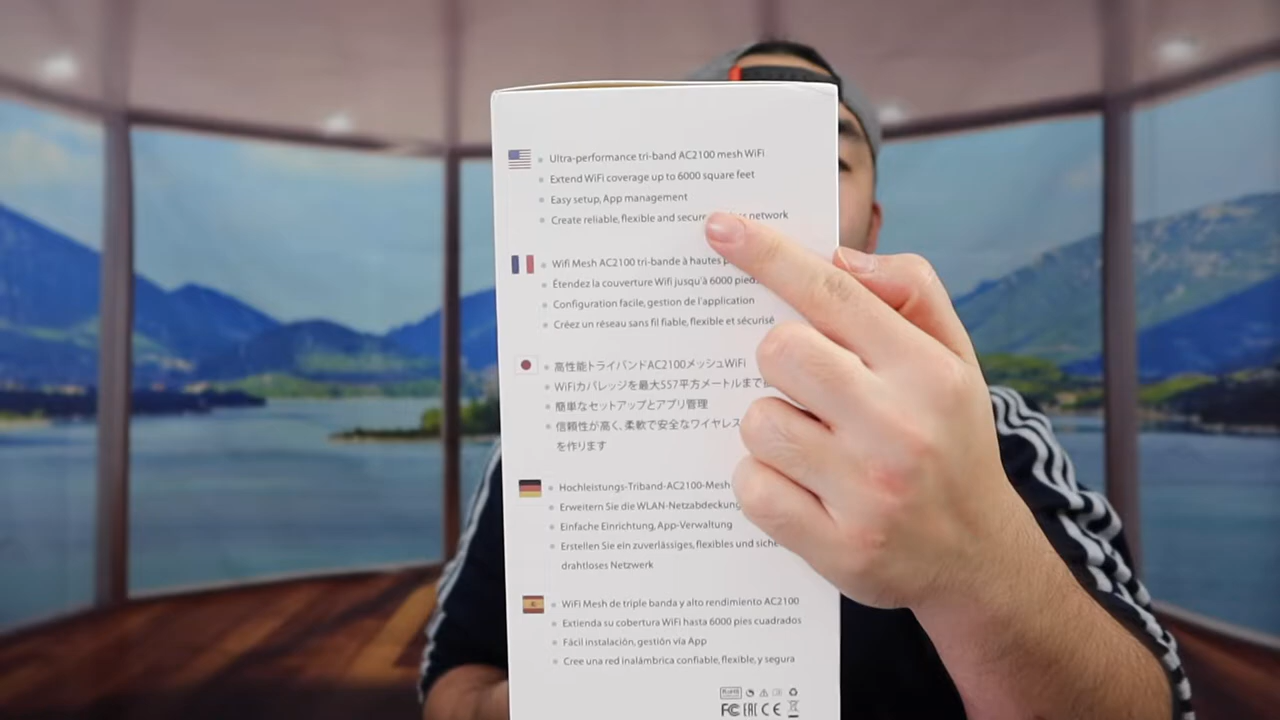 Ultra-performance tri-band AC2100 mesh WiFi
Extend WiFi coverage up to 6000 square feet
Easy setup, App management
Create reliable, flexible and secure network
Wifi Mesh AC2100 tri-bande à hautes
Étendez la couverture Wifi jusqu'à 6000
Configuration facile, gestion de l'application
Créez un réseau sans fil fiable, flexible et sécurisé
高性能トライバンドAC2100メッシュWiFi
WiFiカバレッジを最大557平方メートルまで
簡単なセットアップとアプリ管理
信頼性が高く、柔軟で安全なワイヤレス
を作ります
Hochleistungs-Triband-AC2100-Mesh
Erweitern Sie die WLAN-Netzabdeckung
Einfache Einrichtung, App-Verwaltung
Erstellen Sie ein zuverlässiges, flexibles und
drahtloses Netzwerk
WiFi Mesh de triple banda y alto rendimiento AC2100
Extienda su cobertura WiFi hasta 6000 pies cuadrados
Fácil instalación, gestión vía App
Cree una red inalámbrica confiable, flexible, y segura
RoHS
FC EAC CE